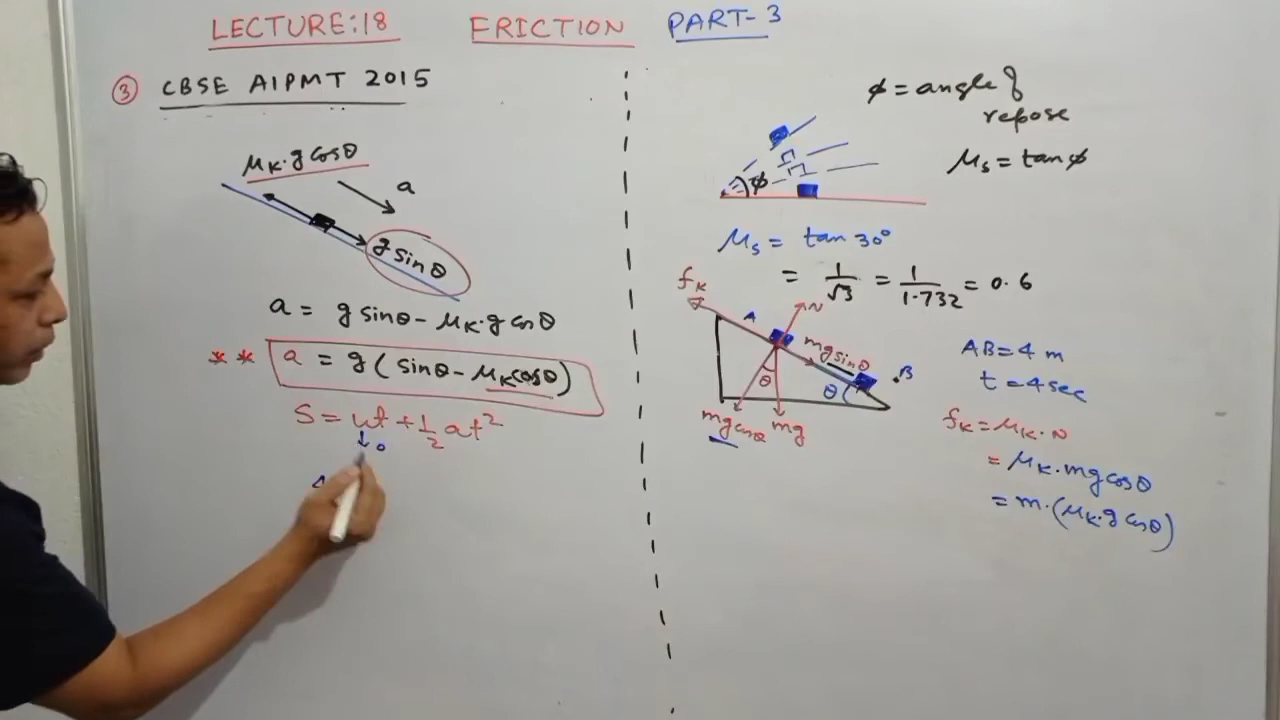 LECTURE:18 FRICTION PART-3
③ CBSE AIPMT 2015
μK.g cosθ
a
g sinθ
a = g sinθ - μK.g cosθ
** a = g( sinθ - μK cosθ)
S = ut + 1/2 at²
↓ 0
4
ϕ = angle of
repose
μs = tanϕ
ϕ
μs = tan 30°
= 1/√3 = 1/1.732 = 0.6
fK
N
A
mg sinθ
B
θ
θ
mg cosθ
mg
AB = 4 m
t = 4 sec
fK = μK.N
= μK.mg cosθ
= m.(μK.g cosθ)